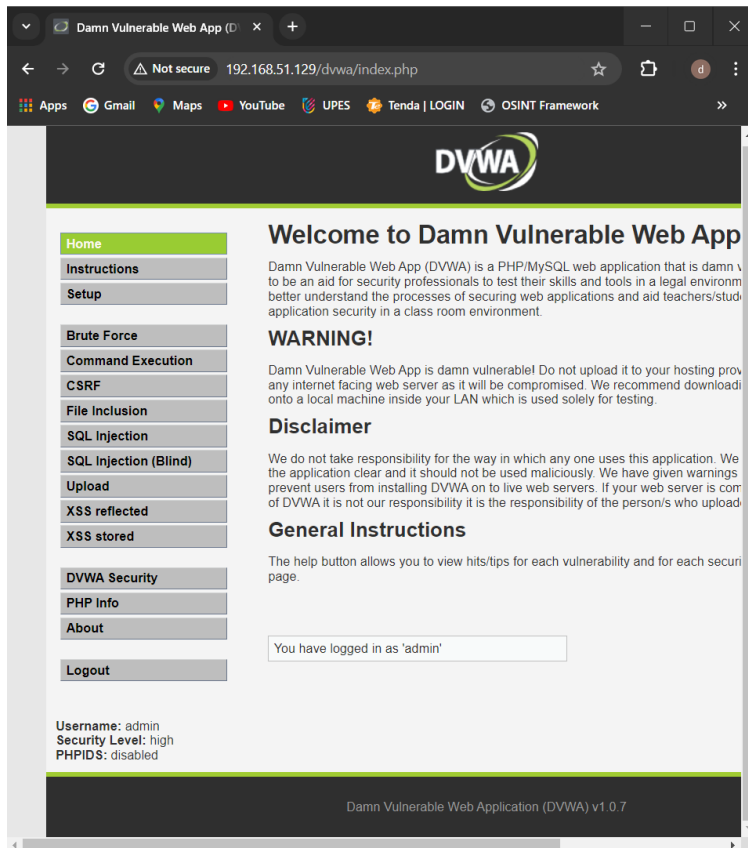 Damn Vulnerable Web App (D
Not secure 192.168.51.129/dvwa/index.php
d
Apps Gmail Maps YouTube UPES Tenda | LOGIN OSINT Framework »
DVWA
Home
Instructions
Setup
Brute Force
Command Execution
CSRF
File Inclusion
SQL Injection
SQL Injection (Blind)
Upload
XSS reflected
XSS stored
DVWA Security
PHP Info
About
Logout
Username: admin
Security Level: high
PHPIDS: disabled
Welcome to Damn Vulnerable Web App
Damn Vulnerable Web App (DVWA) is a PHP/MySQL web application that is damn v
to be an aid for security professionals to test their skills and tools in a legal environm
better understand the processes of securing web applications and aid teachers/stud
application security in a class room environment.
WARNING!
Damn Vulnerable Web App is damn vulnerable! Do not upload it to your hosting prov
any internet facing web server as it will be compromised. We recommend downloadi
onto a local machine inside your LAN which is used solely for testing.
Disclaimer
We do not take responsibility for the way in which any one uses this application. We
the application clear and it should not be used maliciously. We have given warnings
prevent users from installing DVWA on to live web servers. If your web server is com
of DVWA it is not our responsibility it is the responsibility of the person/s who upload
General Instructions
The help button allows you to view hits/tips for each vulnerability and for each securi
page.
You have logged in as 'admin'
Damn Vulnerable Web Application (DVWA) v1.0.7